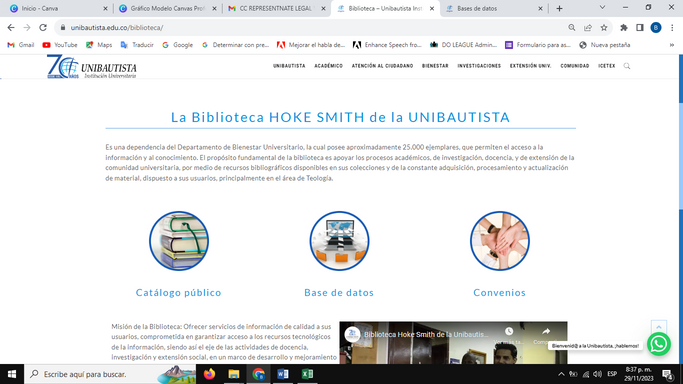 Inicio - Canva
Gráfico Modelo Canvas Prof
CC REPRESENTNATE LEGAL
Biblioteca – Unibautista Inst
Bases de datos
unibautista.edu.co/biblioteca/
Gmail
YouTube
Maps
Traducir
Google
Determinar con pre...
Mejorar el habla de...
Enhance Speech fro...
DO LEAGUE Admin...
Formulario para as...
Nueva pestaña
UNIBAUTISTA
Institución Universitaria
UNIBAUTISTA ACADÉMICO ATENCIÓN AL CIUDADANO BIENESTAR INVESTIGACIONES EXTENSIÓN UNIV. COMUNIDAD ICETEX
La Biblioteca HOKE SMITH de la UNIBAUTISTA
Es una dependencia del Departamento de Bienestar Universitario, la cual posee aproximadamente 25.000 ejemplares, que permiten el acceso a la
información y al conocimiento. El propósito fundamental de la biblioteca es apoyar los procesos académicos, de investigación, docencia, y de extensión de la
comunidad universitaria, por medio de recursos bibliográficos disponibles en sus colecciones y de la constante adquisición, procesamiento y actualización
de material, dispuesto a sus usuarios, principalmente en el área de Teología.
Catálogo público
Base de datos
Convenios
Misión de la Biblioteca: Ofrecer servicios de información de calidad a sus
usuarios, comprometida en garantizar acceso a los recursos tecnológicos
de la información, siendo así el eje de las actividades de docencia,
investigación y extensión social, en un marco de desarrollo y mejoramiento
Biblioteca Hoke Smith de la Unibautis...
Bienvenid@ a la Unibautista, ¡hablemos!
Escribe aquí para buscar.
ESP
8:37 p. m.
29/11/2023